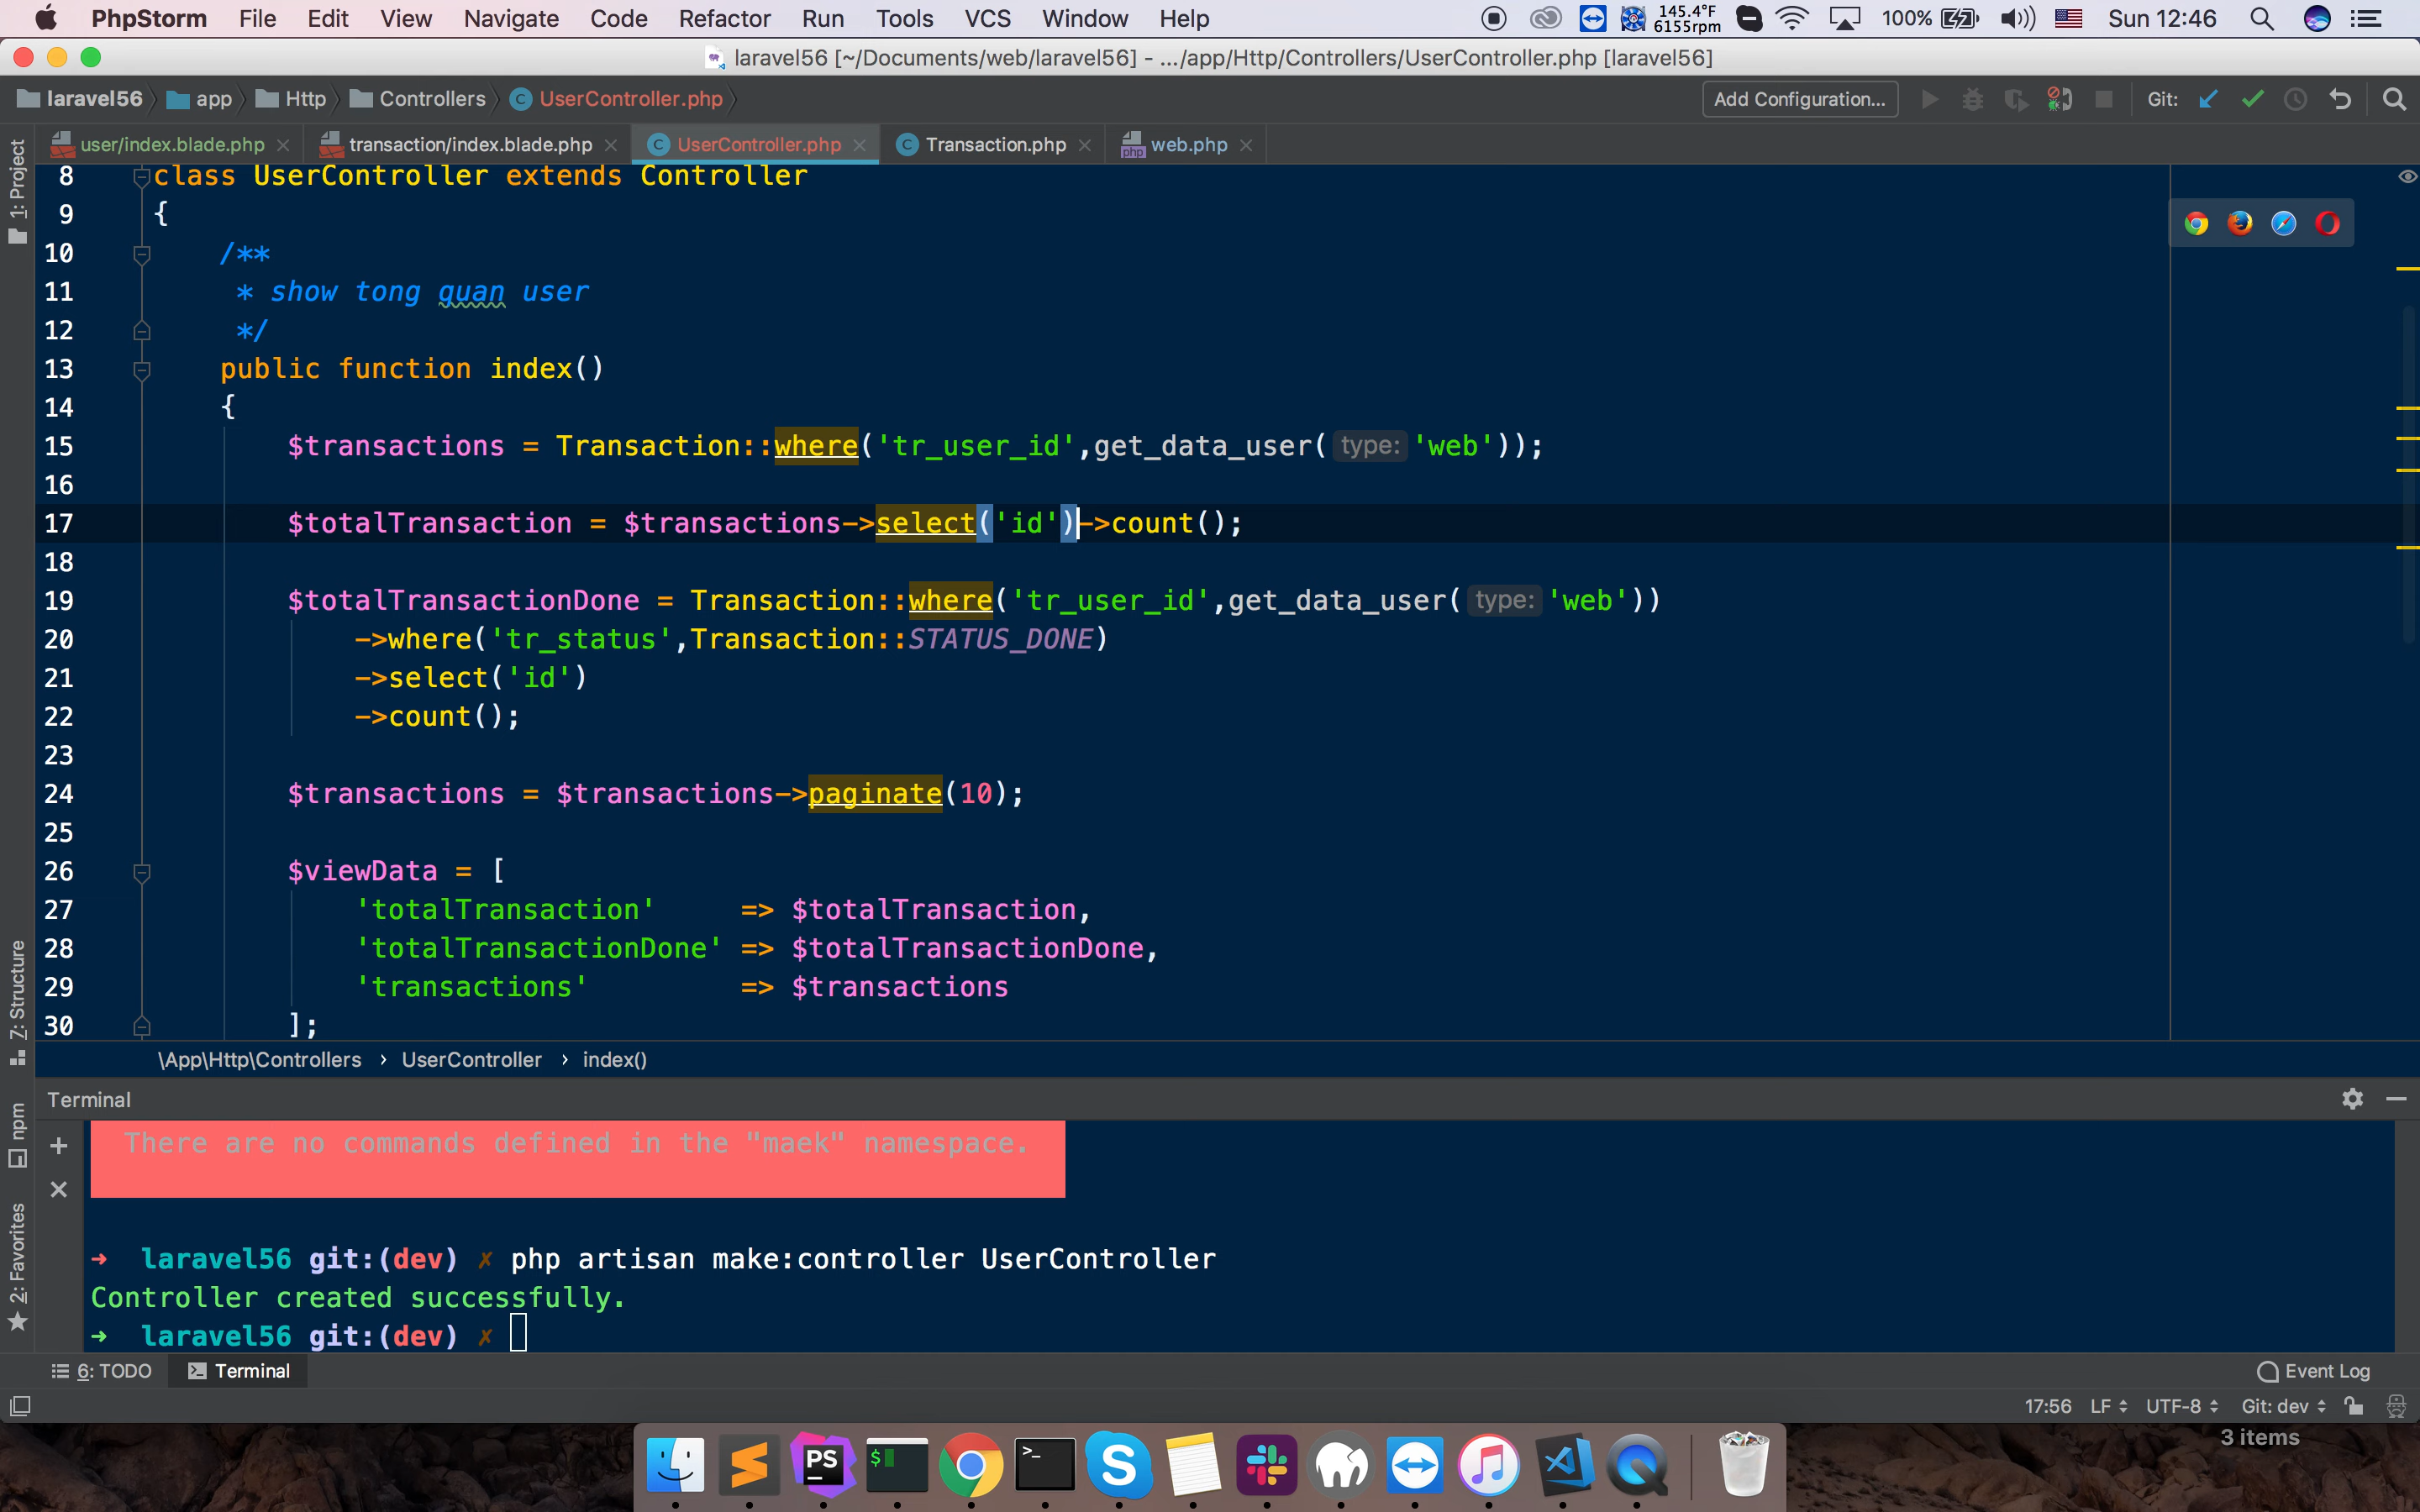 PhpStorm File Edit View Navigate Code Refactor Run Tools VCS Window Help 145.4°F 6155rpm 100% Sun 12:46
laravel56 [~/Documents/web/laravel56] - .../app/Http/Controllers/UserController.php [laravel56]
laravel56 app Http Controllers UserController.php Add Configuration... Git:
user/index.blade.php transaction/index.blade.php UserController.php Transaction.php web.php
1: Project
7: Structure
npm
2: Favorites
8 class UserController extends Controller
9 {
10 /**
11 * show tong quan user
12 */
13 public function index()
14 {
15 $transactions = Transaction::where('tr_user_id',get_data_user( type: 'web'));
16
17 $totalTransaction = $transactions->select('id')->count();
18
19 $totalTransactionDone = Transaction::where('tr_user_id',get_data_user( type: 'web'))
20 ->where('tr_status',Transaction::STATUS_DONE)
21 ->select('id')
22 ->count();
23
24 $transactions = $transactions->paginate(10);
25
26 $viewData = [
27 'totalTransaction' => $totalTransaction,
28 'totalTransactionDone' => $totalTransactionDone,
29 'transactions' => $transactions
30 ];
\App\Http\Controllers › UserController › index()
Terminal
There are no commands defined in the "maek" namespace.
→ laravel56 git:(dev) ✗ php artisan make:controller UserController
Controller created successfully.
→ laravel56 git:(dev) ✗
6: TODO Terminal Event Log
17:56 LF UTF-8 Git: dev
3 items